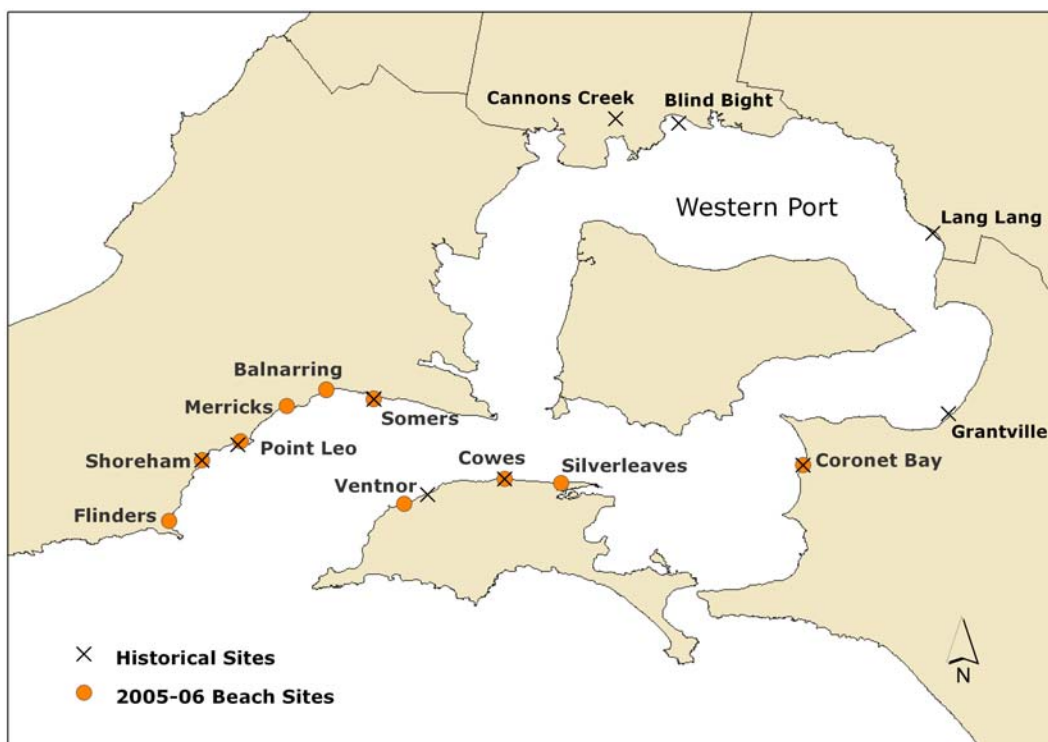 Cannons Creek
Blind Bight
Western Port
Lang Lang
Balnarring
Merricks
Somers
Grantville
Point Leo
Shoreham
Cowes
Silverleaves
Coronet Bay
Ventnor
Flinders
Historical Sites
2005-06 Beach Sites
N